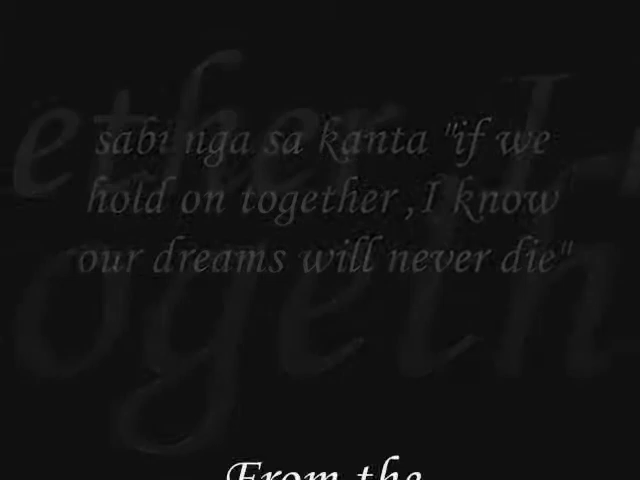 sabi nga sa kanta "if we
hold on together, I know
our dreams will never die"
From the